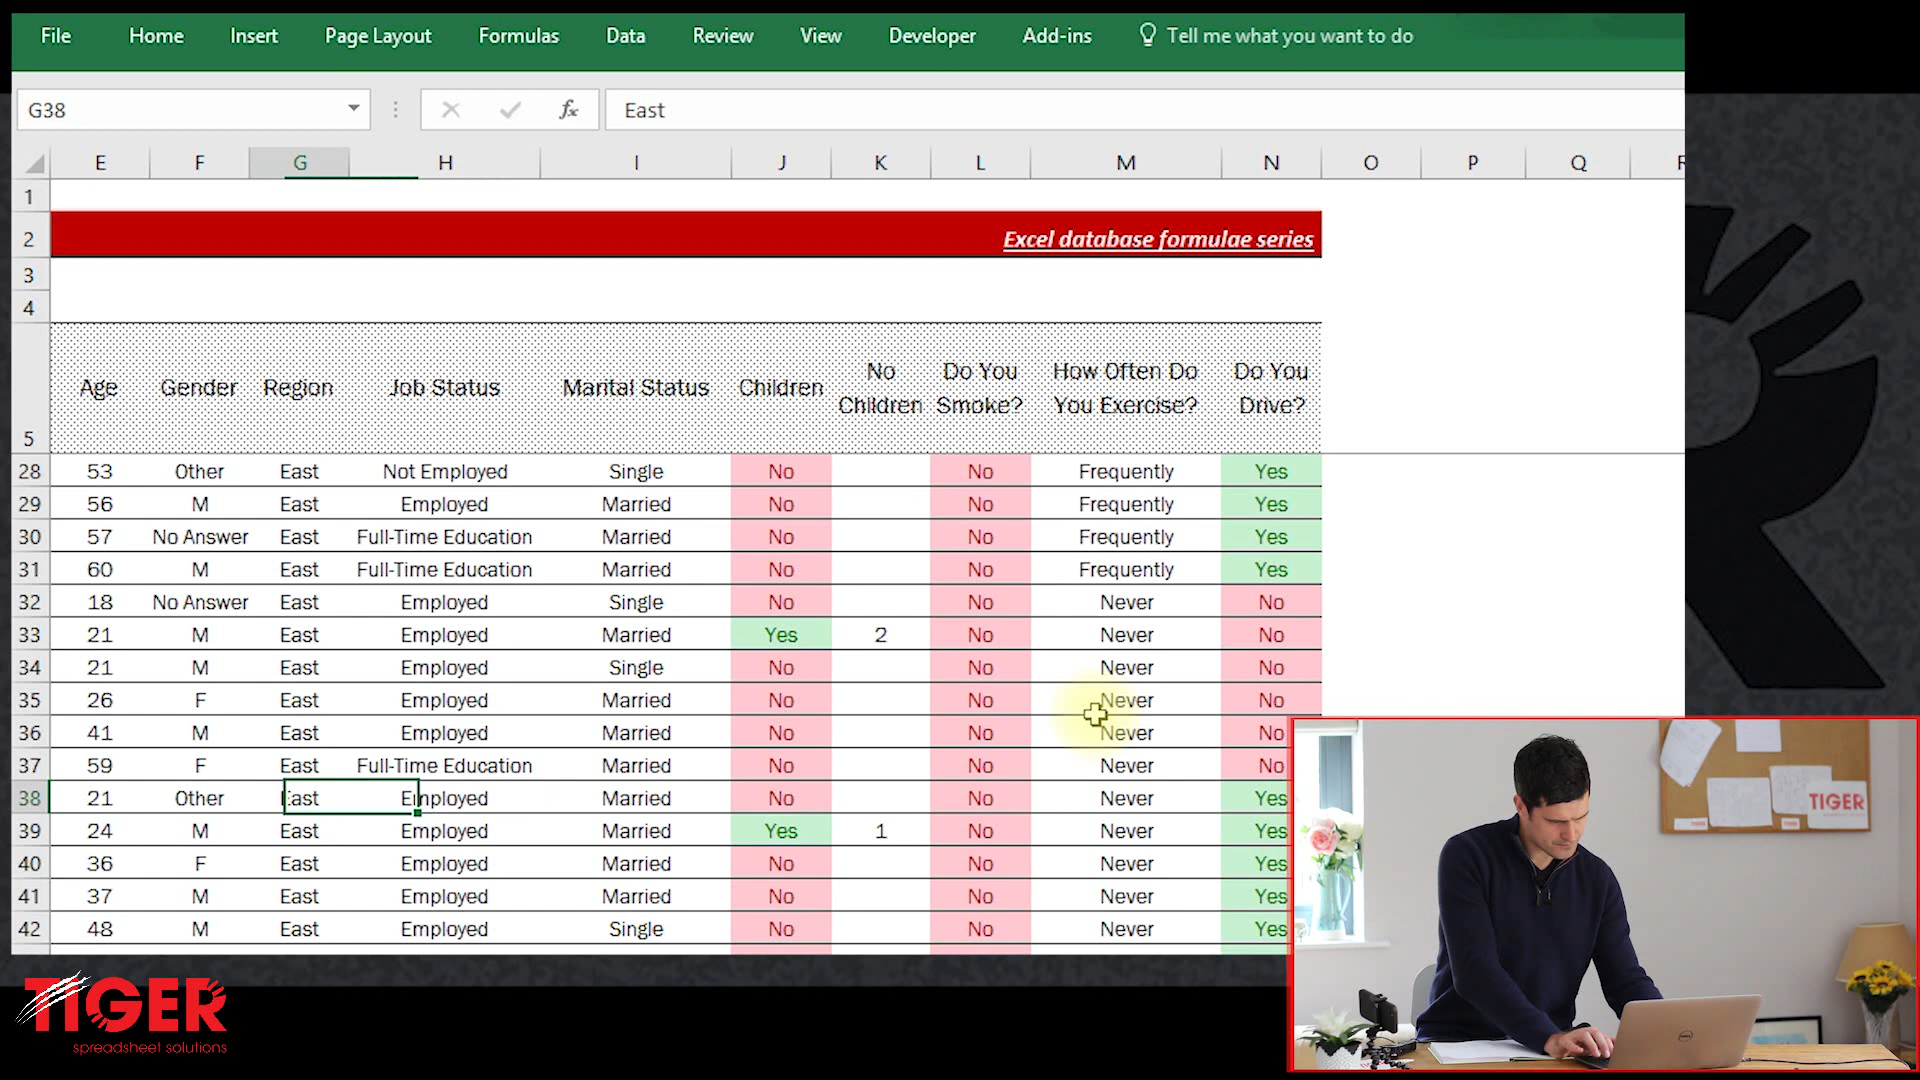 File Home Insert Page Layout Formulas Data Review View Developer Add-ins Tell me what you want to do
G38 fx East
E F G H I J K L M N O P Q R
1
2 Excel database formulae series
3
4
5 Age Gender Region Job Status Marital Status Children No Children Do You Smoke? How Often Do You Exercise? Do You Drive?
28 53 Other East Not Employed Single No No Frequently Yes
29 56 M East Employed Married No No Frequently Yes
30 57 No Answer East Full-Time Education Married No No Frequently Yes
31 60 M East Full-Time Education Married No No Frequently Yes
32 18 No Answer East Employed Single No No Never No
33 21 M East Employed Married Yes 2 No Never No
34 21 M East Employed Single No No Never No
35 26 F East Employed Married No No Never No
36 41 M East Employed Married No No Never No
37 59 F East Full-Time Education Married No No Never No
38 21 Other East Employed Married No No Never Yes
39 24 M East Employed Married Yes 1 No Never Yes
40 36 F East Employed Married No No Never Yes
41 37 M East Employed Married No No Never Yes
42 48 M East Employed Single No No Never Yes
TIGER
TIGER
spreadsheet solutions